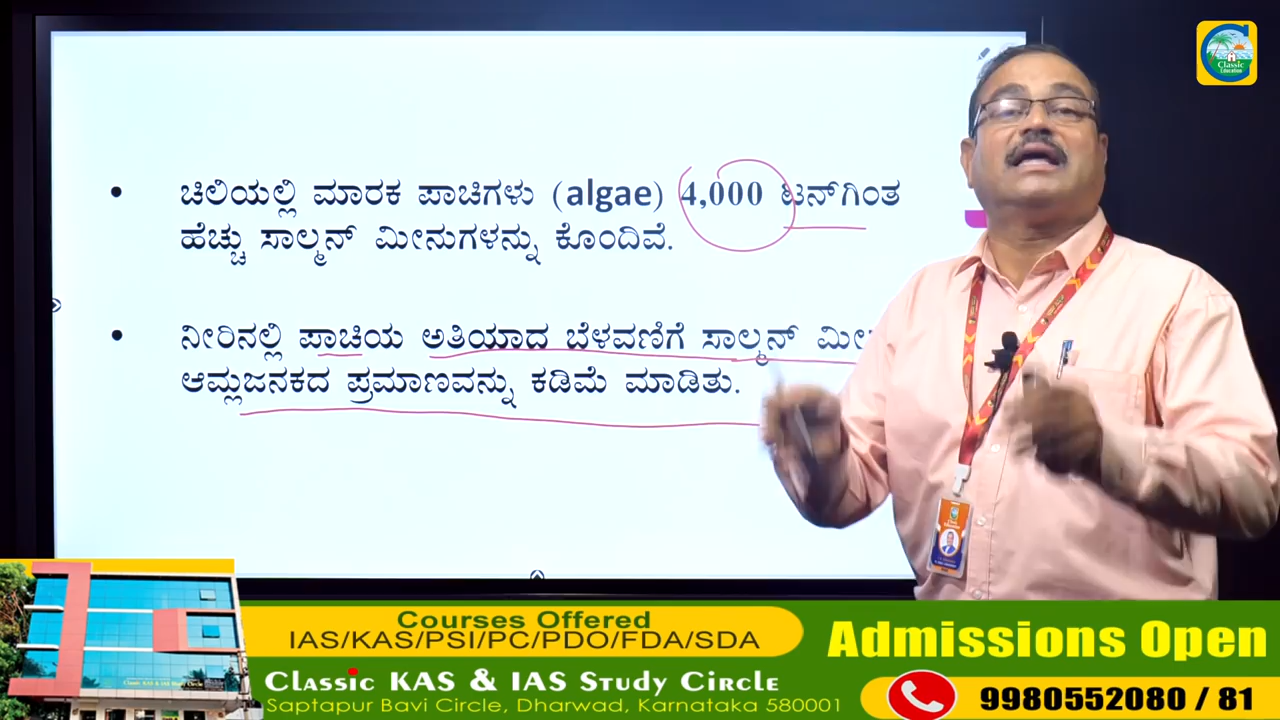 Classic
Education
• ಚಿಲಿಯಲ್ಲಿ ಮಾರಕ ಪಾಚಿಗಳು (algae) 4,000 ಟನ್‌ಗಿಂತ
ಹೆಚ್ಚು ಸಾಲ್ಮನ್ ಮೀನುಗಳನ್ನು ಕೊಂದಿವೆ.
• ನೀರಿನಲ್ಲಿ ಪಾಚಿಯ ಅತಿಯಾದ ಬೆಳವಣಿಗೆ ಸಾಲ್ಮನ್
ಆಮ್ಲಜನಕದ ಪ್ರಮಾಣವನ್ನು ಕಡಿಮೆ ಮಾಡಿತು.
Courses Offered
IAS/KAS/PSI/PC/PDO/FDA/SDA
Classic KAS & IAS Study Circle
Saptapur Bavi Circle, Dharwad, Karnataka 580001
Admissions Open
9980552080 / 81